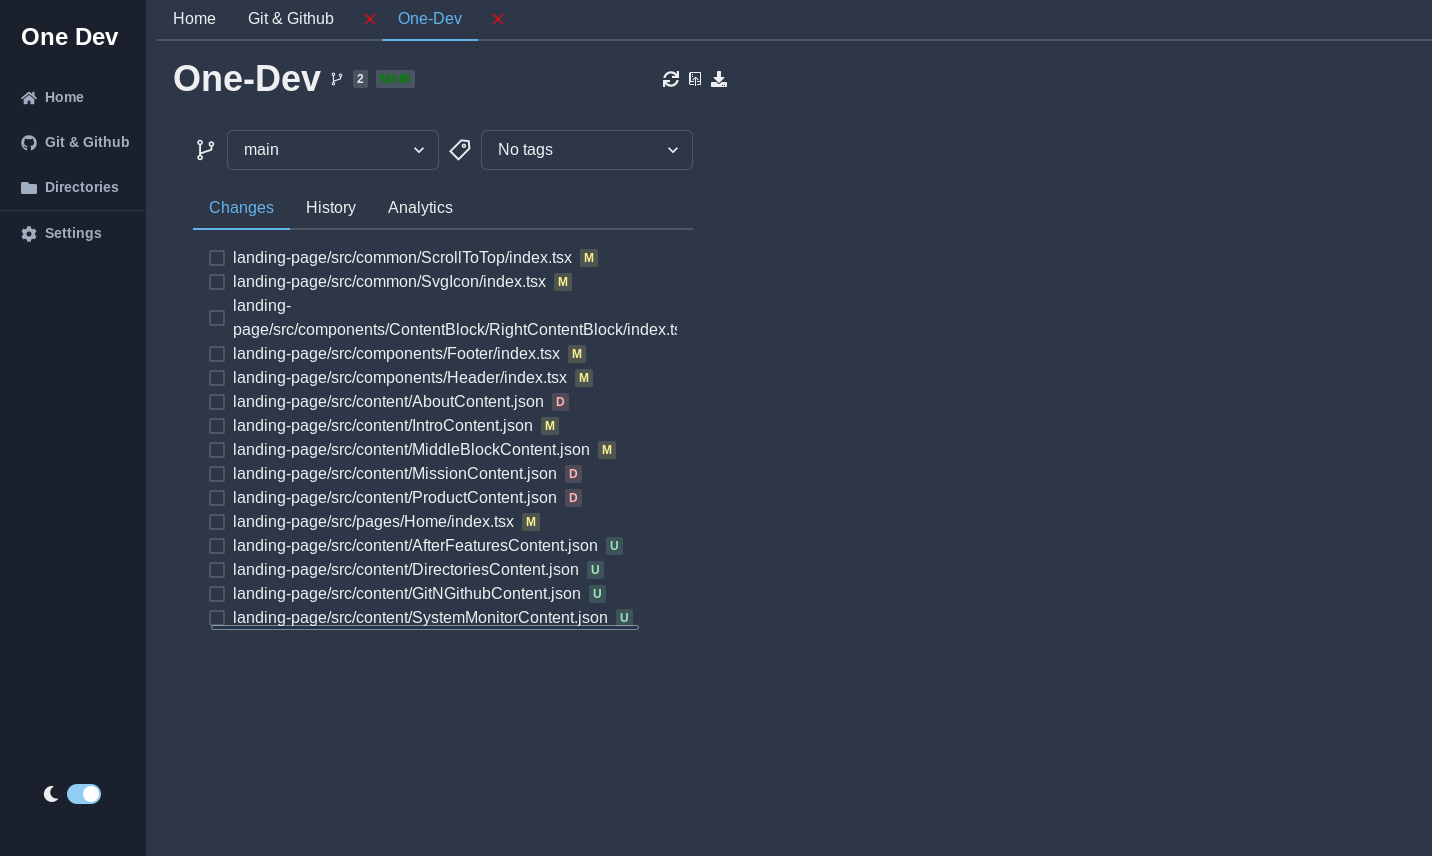 One Dev
Home
Git & Github
Directories
Settings
Home Git & Github One-Dev
One-Dev 2 MAIN
main No tags
Changes History Analytics
landing-page/src/common/ScrollToTop/index.tsx M
landing-page/src/common/SvgIcon/index.tsx M
landing-
page/src/components/ContentBlock/RightContentBlock/index.ts
landing-page/src/components/Footer/index.tsx M
landing-page/src/components/Header/index.tsx M
landing-page/src/content/AboutContent.json D
landing-page/src/content/IntroContent.json M
landing-page/src/content/MiddleBlockContent.json M
landing-page/src/content/MissionContent.json D
landing-page/src/content/ProductContent.json D
landing-page/src/pages/Home/index.tsx M
landing-page/src/content/AfterFeaturesContent.json U
landing-page/src/content/DirectoriesContent.json U
landing-page/src/content/GitNGithubContent.json U
landing-page/src/content/SystemMonitorContent.json U